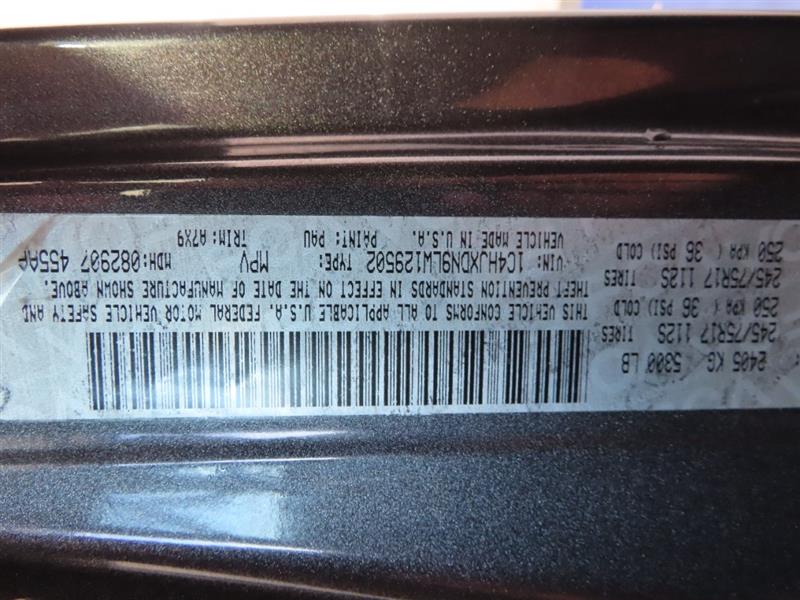 2405 KG 5300 LB
245/75R17 112S TIRES
250 KPA ( 36 PSI) COLD
245/75R17 112S TIRES
250 KPA ( 36 PSI) COLD
THIS VEHICLE CONFORMS TO ALL APPLICABLE U.S.A. FEDERAL MOTOR VEHICLE SAFETY AND
THEFT PREVENTION STANDARDS IN EFFECT ON THE DATE OF MANUFACTURE SHOWN ABOVE.
VIN: 1C4HJXDN9LW129502 TYPE: MPV MDH:082907 455AA
VEHICLE MADE IN U.S.A. PAINT: PAU TRIM: A7X9